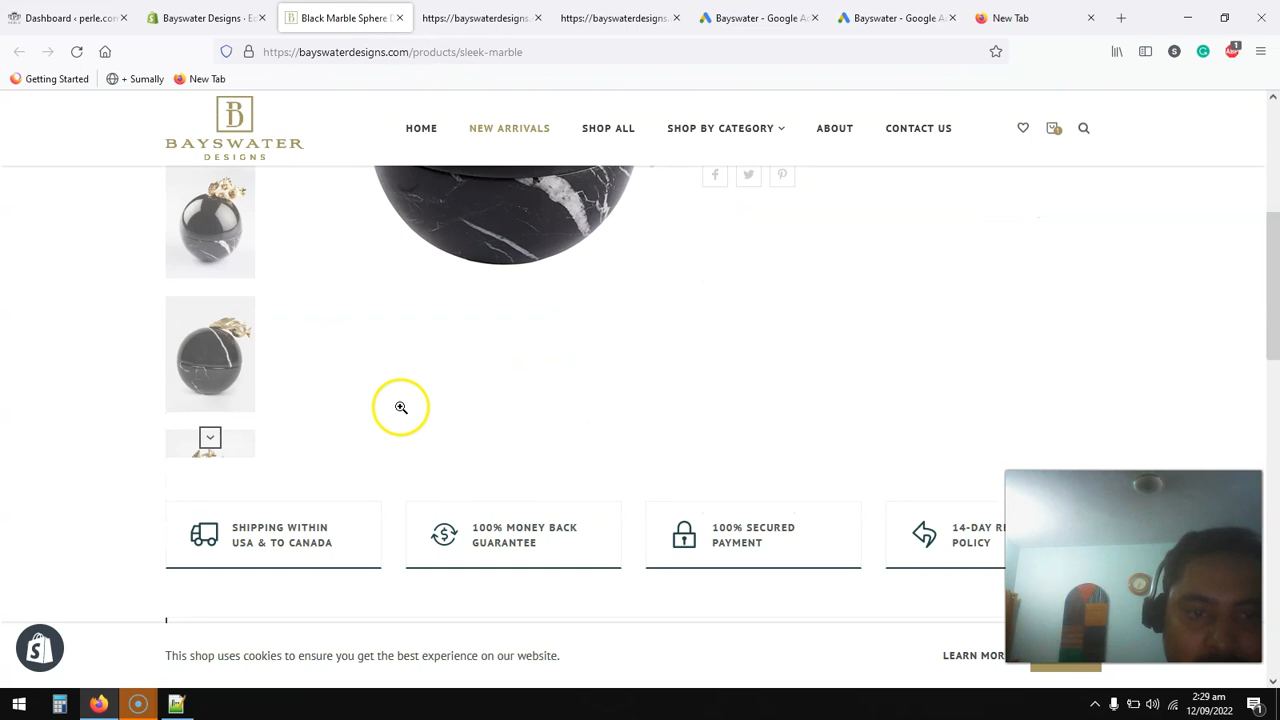 Dashboard ‹ perle.con
Bayswater Designs · E
Black Marble Sphere D
https://bayswaterdesigns.
https://bayswaterdesigns.
Bayswater - Google Ad
Bayswater - Google A
New Tab
https://bayswaterdesigns.com/products/sleek-marble
S
1
Getting Started
+ Sumally
New Tab
B
BAYSWATER
DESIGNS
HOME
NEW ARRIVALS
SHOP ALL
SHOP BY CATEGORY
ABOUT
CONTACT US
SHIPPING WITHIN
USA & TO CANADA
100% MONEY BACK
GUARANTEE
100% SECURED
PAYMENT
14-DAY RE
POLICY
This shop uses cookies to ensure you get the best experience on our website.
LEARN MOR
2:29 am
12/09/2022